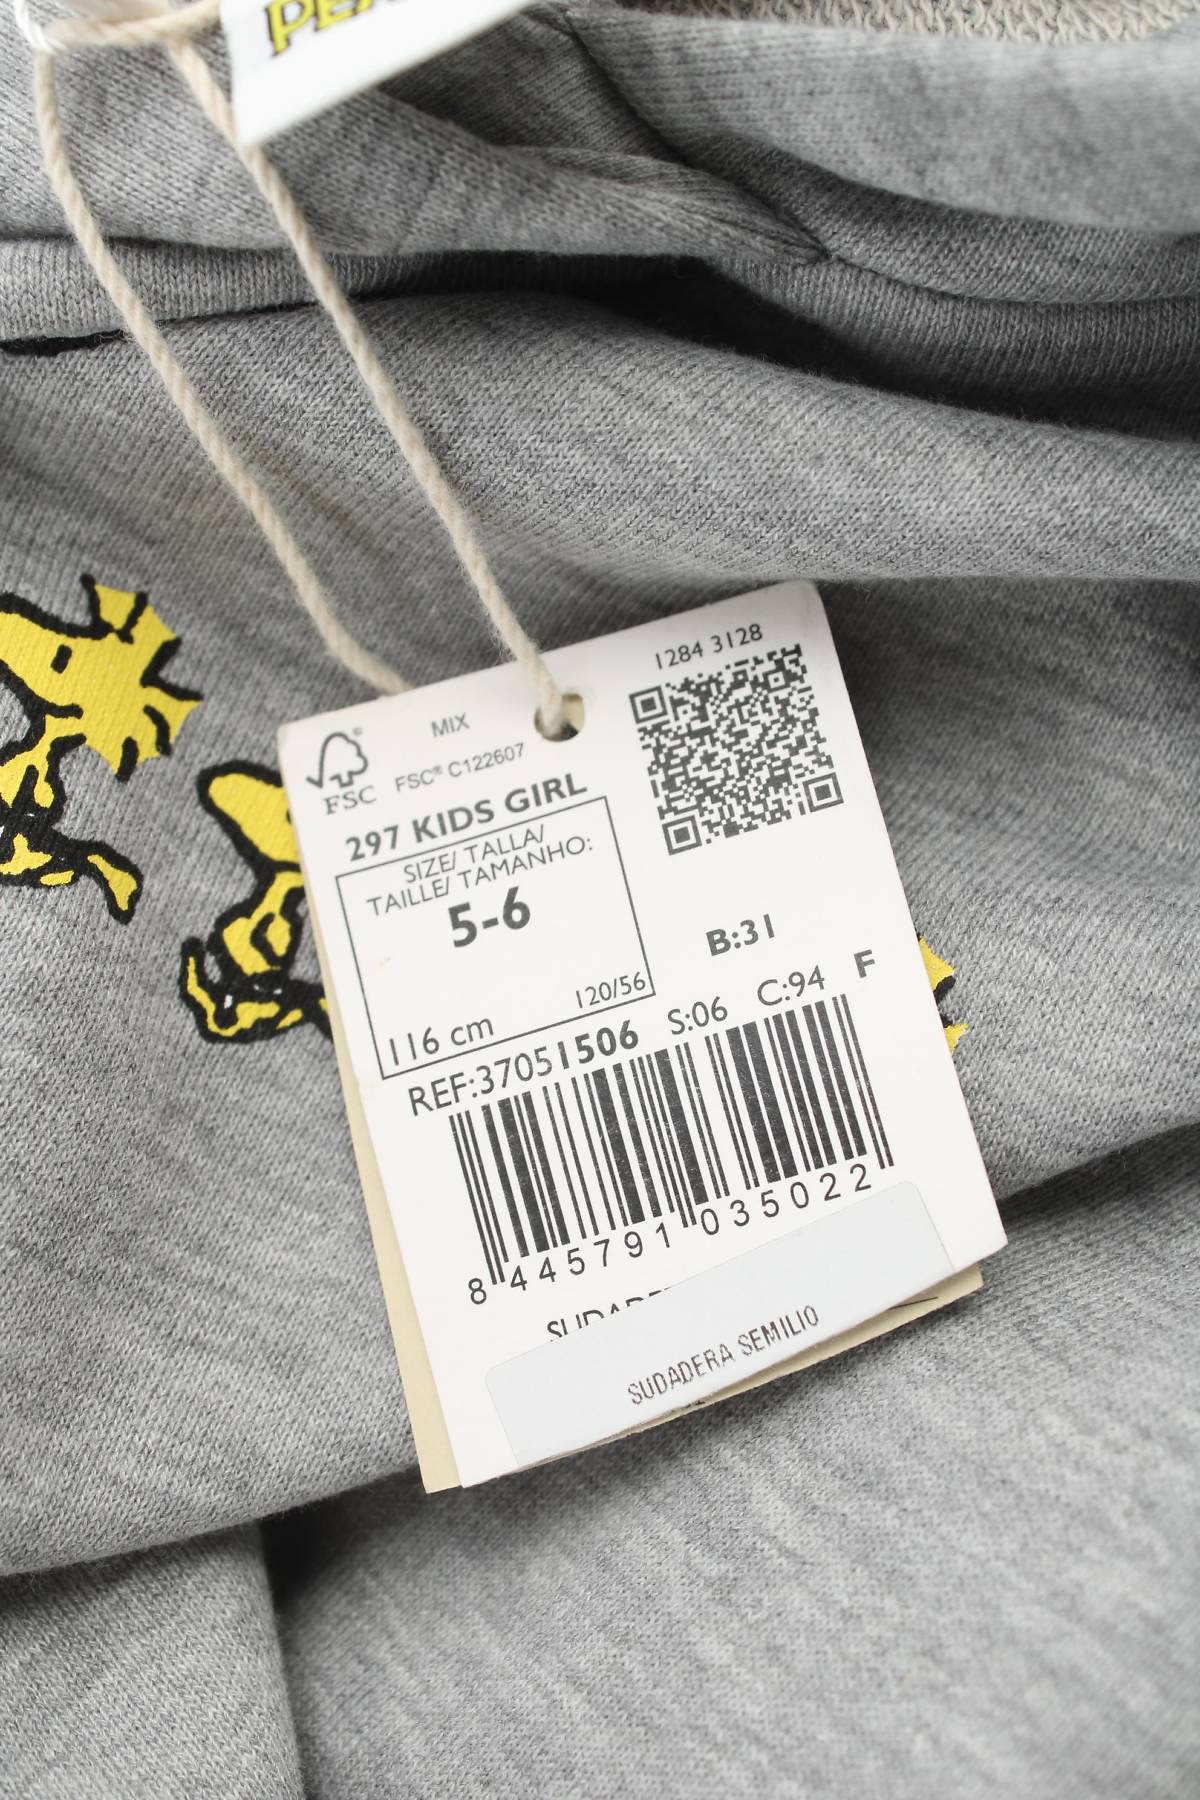 1284 3128
MIX
FSC® C122607
FSC
297 KIDS GIRL
SIZE/ TALLA/
TAILLE/ TAMANHO:
5-6
116 cm 120/56
B:31
REF:37051506 S:06 C:94 F
8 445791 035022
SUDADERA SEMILIO